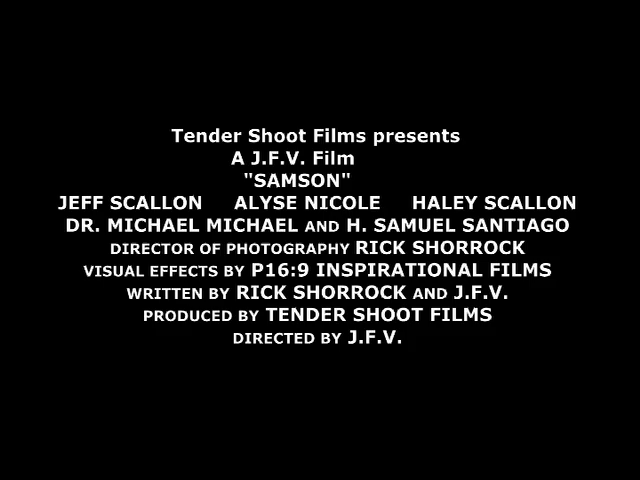 Tender Shoot Films presents
A J.F.V. Film
"SAMSON"
JEFF SCALLON ALYSE NICOLE HALEY SCALLON
DR. MICHAEL MICHAEL AND H. SAMUEL SANTIAGO
DIRECTOR OF PHOTOGRAPHY RICK SHORROCK
VISUAL EFFECTS BY P16:9 INSPIRATIONAL FILMS
WRITTEN BY RICK SHORROCK AND J.F.V.
PRODUCED BY TENDER SHOOT FILMS
DIRECTED BY J.F.V.